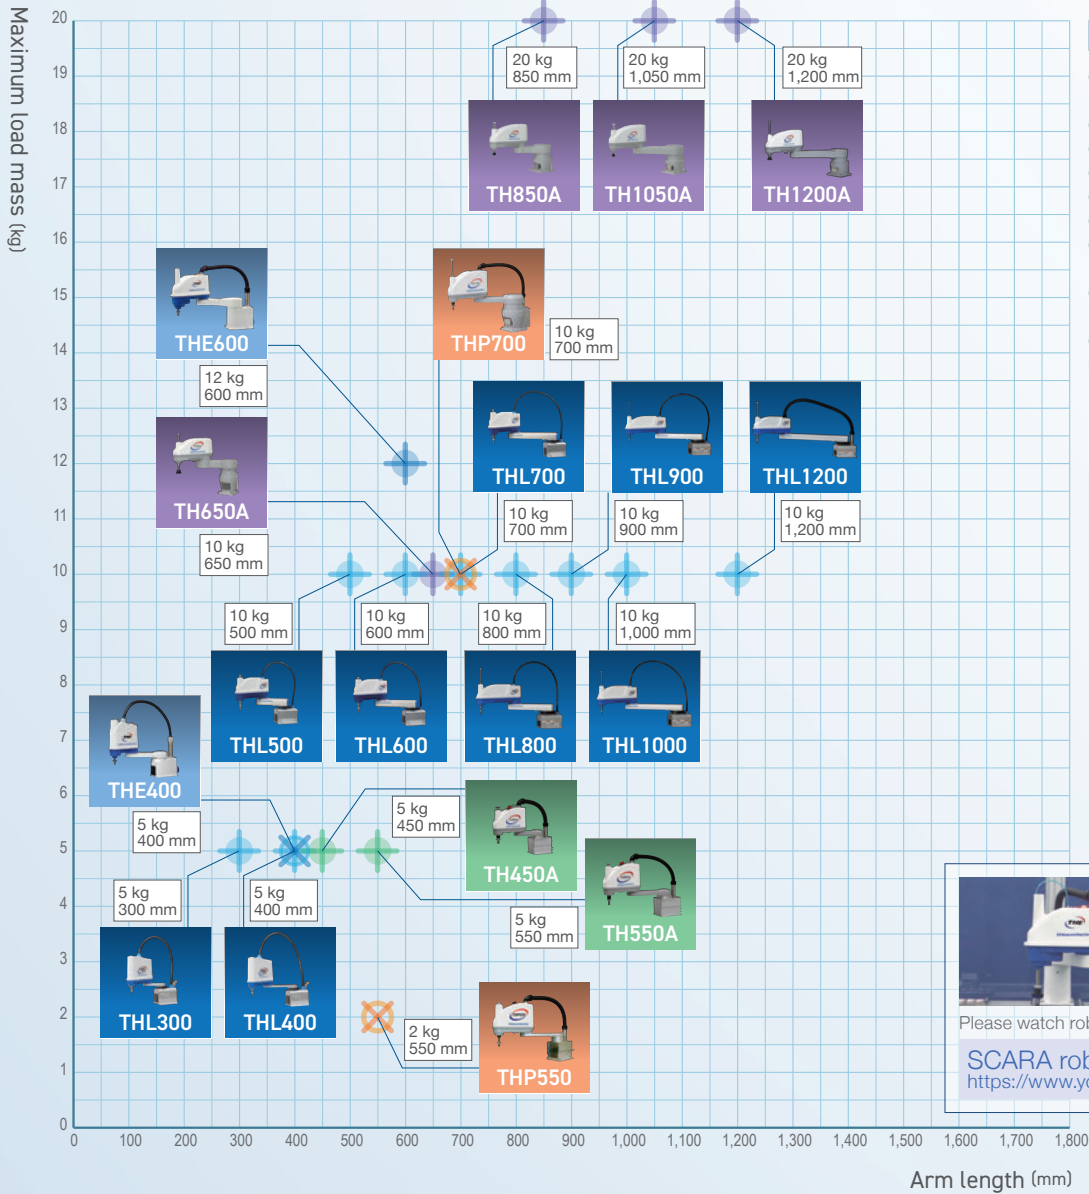 Maximum load mass (kg)
20
19
18
17
16
15
14
13
12
11
10
9
8
7
6
5
4
3
2
1
0
20 kg
850 mm
20 kg
1,050 mm
20 kg
1,200 mm
TH850A
TH1050A
TH1200A
THE600
12 kg
600 mm
THP700
10 kg
700 mm
TH650A
10 kg
650 mm
THL700
10 kg
700 mm
THL900
10 kg
900 mm
THL1200
10 kg
1,200 mm
10 kg
500 mm
10 kg
600 mm
10 kg
800 mm
10 kg
1,000 mm
THL500
THL600
THL800
THL1000
THE400
5 kg
400 mm
5 kg
450 mm
TH450A
5 kg
300 mm
5 kg
400 mm
5 kg
550 mm
TH550A
THL300
THL400
2 kg
550 mm
THP550
THE
Please watch rob
SCARA rob
https://www.yo
0 100 200 300 400 500 600 700 800 900 1,000 1,100 1,200 1,300 1,400 1,500 1,600 1,700 1,800
Arm length (mm)